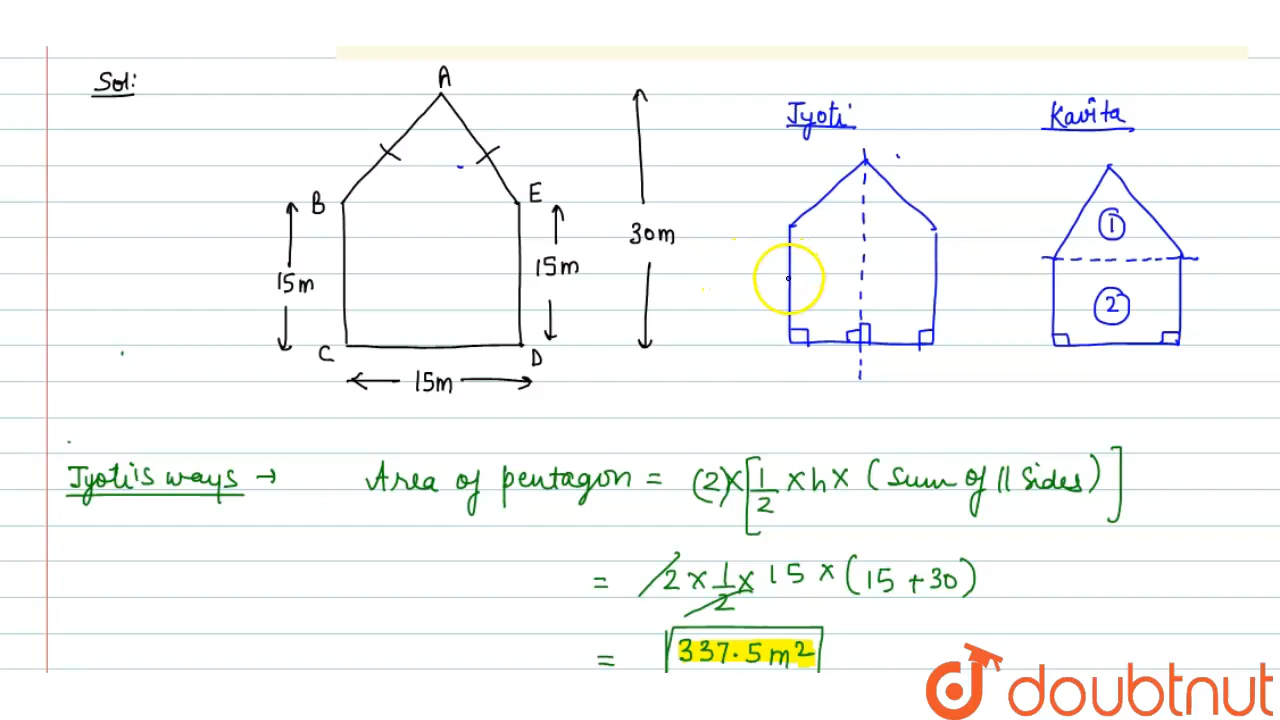 Sol:
A
Jyoti
Kavita
B
E
30m
15m
15m
1
2
C
D
15m
Jyoti's ways → Area of pentagon = (2)×[1/2 × h × (Sum of || Sides)]
= 2 × 1/2 × 15 × (15 + 30)
= 337.5 m²
doubtnut